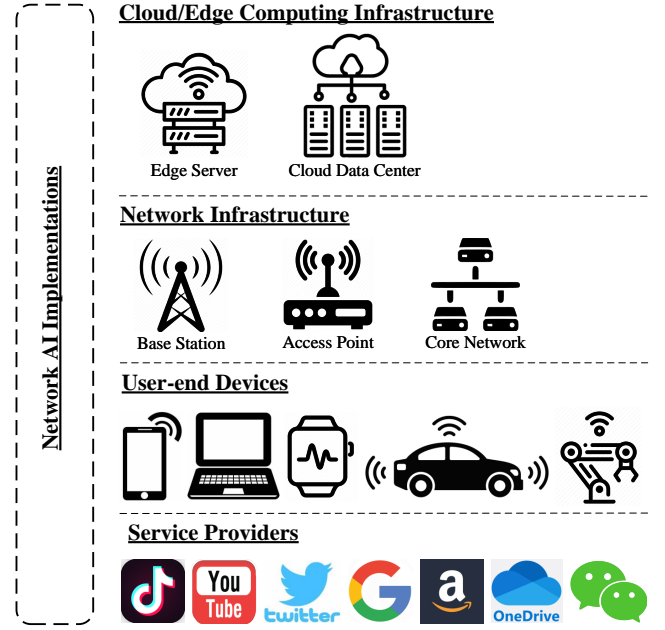 Cloud/Edge Computing Infrastructure
Edge Server
Cloud Data Center
Network AI Implementations
Network Infrastructure
Base Station
Access Point
Core Network
User-end Devices
Service Providers
You
Tube
twitter
G
a
OneDrive